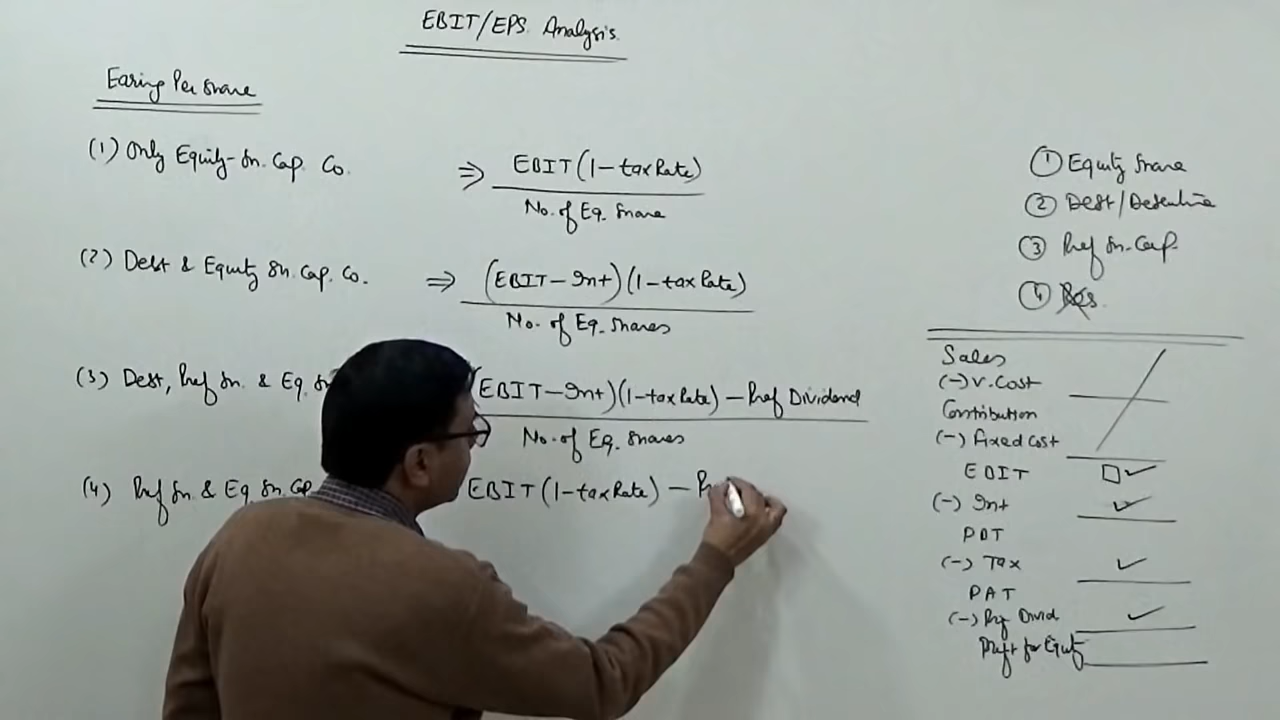 EBIT/EPS Analysis.
Earing Per Share
(1) Only Equity-Sh. Cap. Co. ⇒ EBIT(1-tax Rate)
No. of Eq. Share
(2) Debt & Equity Sh. Cap. Co. ⇒ (EBIT-Int)(1-tax Rate)
No. of Eq. Shares
(3) Debt, Pref Sh. & Eq. Sh (EBIT-Int)(1-tax Rate) - Pref Dividend
No. of Eq. Shares
(4) Pref Sh. & Eq. Sh. Cap EBIT(1-tax Rate) -
① Equity Share
② Debt/Debenture
③ Pref Sh. Cap.
④
Sales
(-) V. Cost
Contribution
(-) Fixed Cost
EBIT
(-) Int
PBT
(-) Tax
PAT
(-) Pref Divid
Profit for Equity